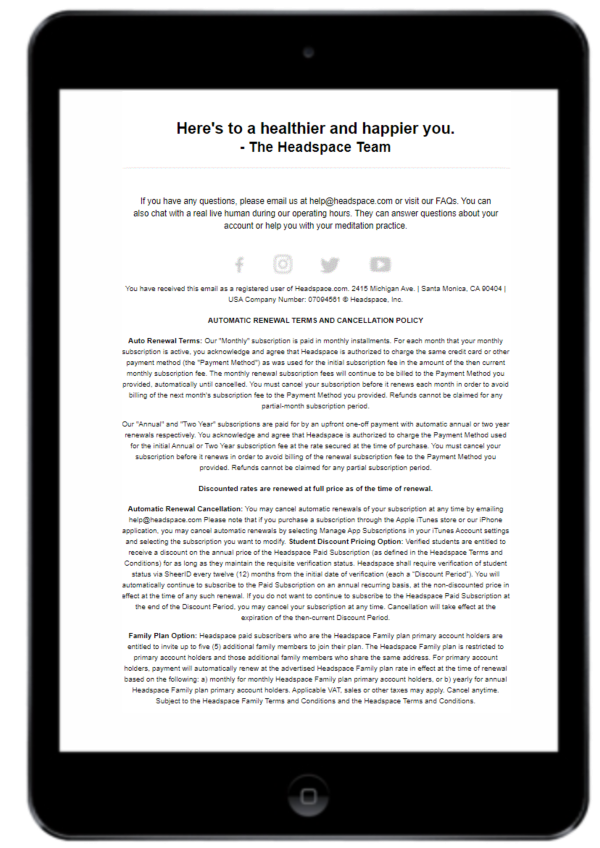 Here's to a healthier and happier you.
- The Headspace Team
If you have any questions, please email us at help@headspace.com or visit our FAQs. You can
also chat with a real live human during our operating hours. They can answer questions about your
account or help you with your meditation practice.
You have received this email as a registered user of Headspace.com. 2415 Michigan Ave. | Santa Monica, CA 90404 |
USA Company Number: 07094561 © Headspace, Inc.
AUTOMATIC RENEWAL TERMS AND CANCELLATION POLICY
Auto Renewal Terms: Our "Monthly" subscription is paid in monthly installments. For each month that your monthly
subscription is active, you acknowledge and agree that Headspace is authorized to charge the same credit card or other
payment method (the "Payment Method") as was used for the initial subscription fee in the amount of the then current
monthly subscription fee. The monthly renewal subscription fees will continue to be billed to the Payment Method you
provided, automatically until cancelled. You must cancel your subscription before it renews each month in order to avoid
billing of the next month's subscription fee to the Payment Method you provided. Refunds cannot be claimed for any
partial-month subscription period.
Our "Annual" and "Two Year" subscriptions are paid for by an upfront one-off payment with automatic annual or two year
renewals respectively. You acknowledge and agree that Headspace is authorized to charge the Payment Method used
for the initial Annual or Two Year subscription fee at the rate secured at the time of purchase. You must cancel your
subscription before it renews in order to avoid billing of the renewal subscription fee to the Payment Method you
provided. Refunds cannot be claimed for any partial subscription period.
Discounted rates are renewed at full price as of the time of renewal.
Automatic Renewal Cancellation: You may cancel automatic renewals of your subscription at any time by emailing
help@headspace.com Please note that if you purchase a subscription through the Apple iTunes store or our iPhone
application, you may cancel automatic renewals by selecting Manage App Subscriptions in your iTunes Account settings
and selecting the subscription you want to modify. Student Discount Pricing Option: Verified students are entitled to
receive a discount on the annual price of the Headspace Paid Subscription (as defined in the Headspace Terms and
Conditions) for as long as they maintain the requisite verification status. Headspace shall require verification of student
status via SheerID every twelve (12) months from the initial date of verification (each a "Discount Period"). You will
automatically continue to subscribe to the Paid Subscription on an annual recurring basis, at the non-discounted price in
effect at the time of any such renewal. If you do not want to continue to subscribe to the Headspace Paid Subscription at
the end of the Discount Period, you may cancel your subscription at any time. Cancellation will take effect at the
expiration of the then-current Discount Period.
Family Plan Option: Headspace paid subscribers who are the Headspace Family plan primary account holders are
entitled to invite up to five (5) additional family members to join their plan. The Headspace Family plan is restricted to
primary account holders and those additional family members who share the same address. For primary account
holders, payment will automatically renew at the advertised Headspace Family plan rate in effect at the time of renewal
based on the following: a) monthly for monthly Headspace Family plan primary account holders, or b) yearly for annual
Headspace Family plan primary account holders. Applicable VAT, sales or other taxes may apply. Cancel anytime.
Subject to the Headspace Family Terms and Conditions and the Headspace Terms and Conditions.